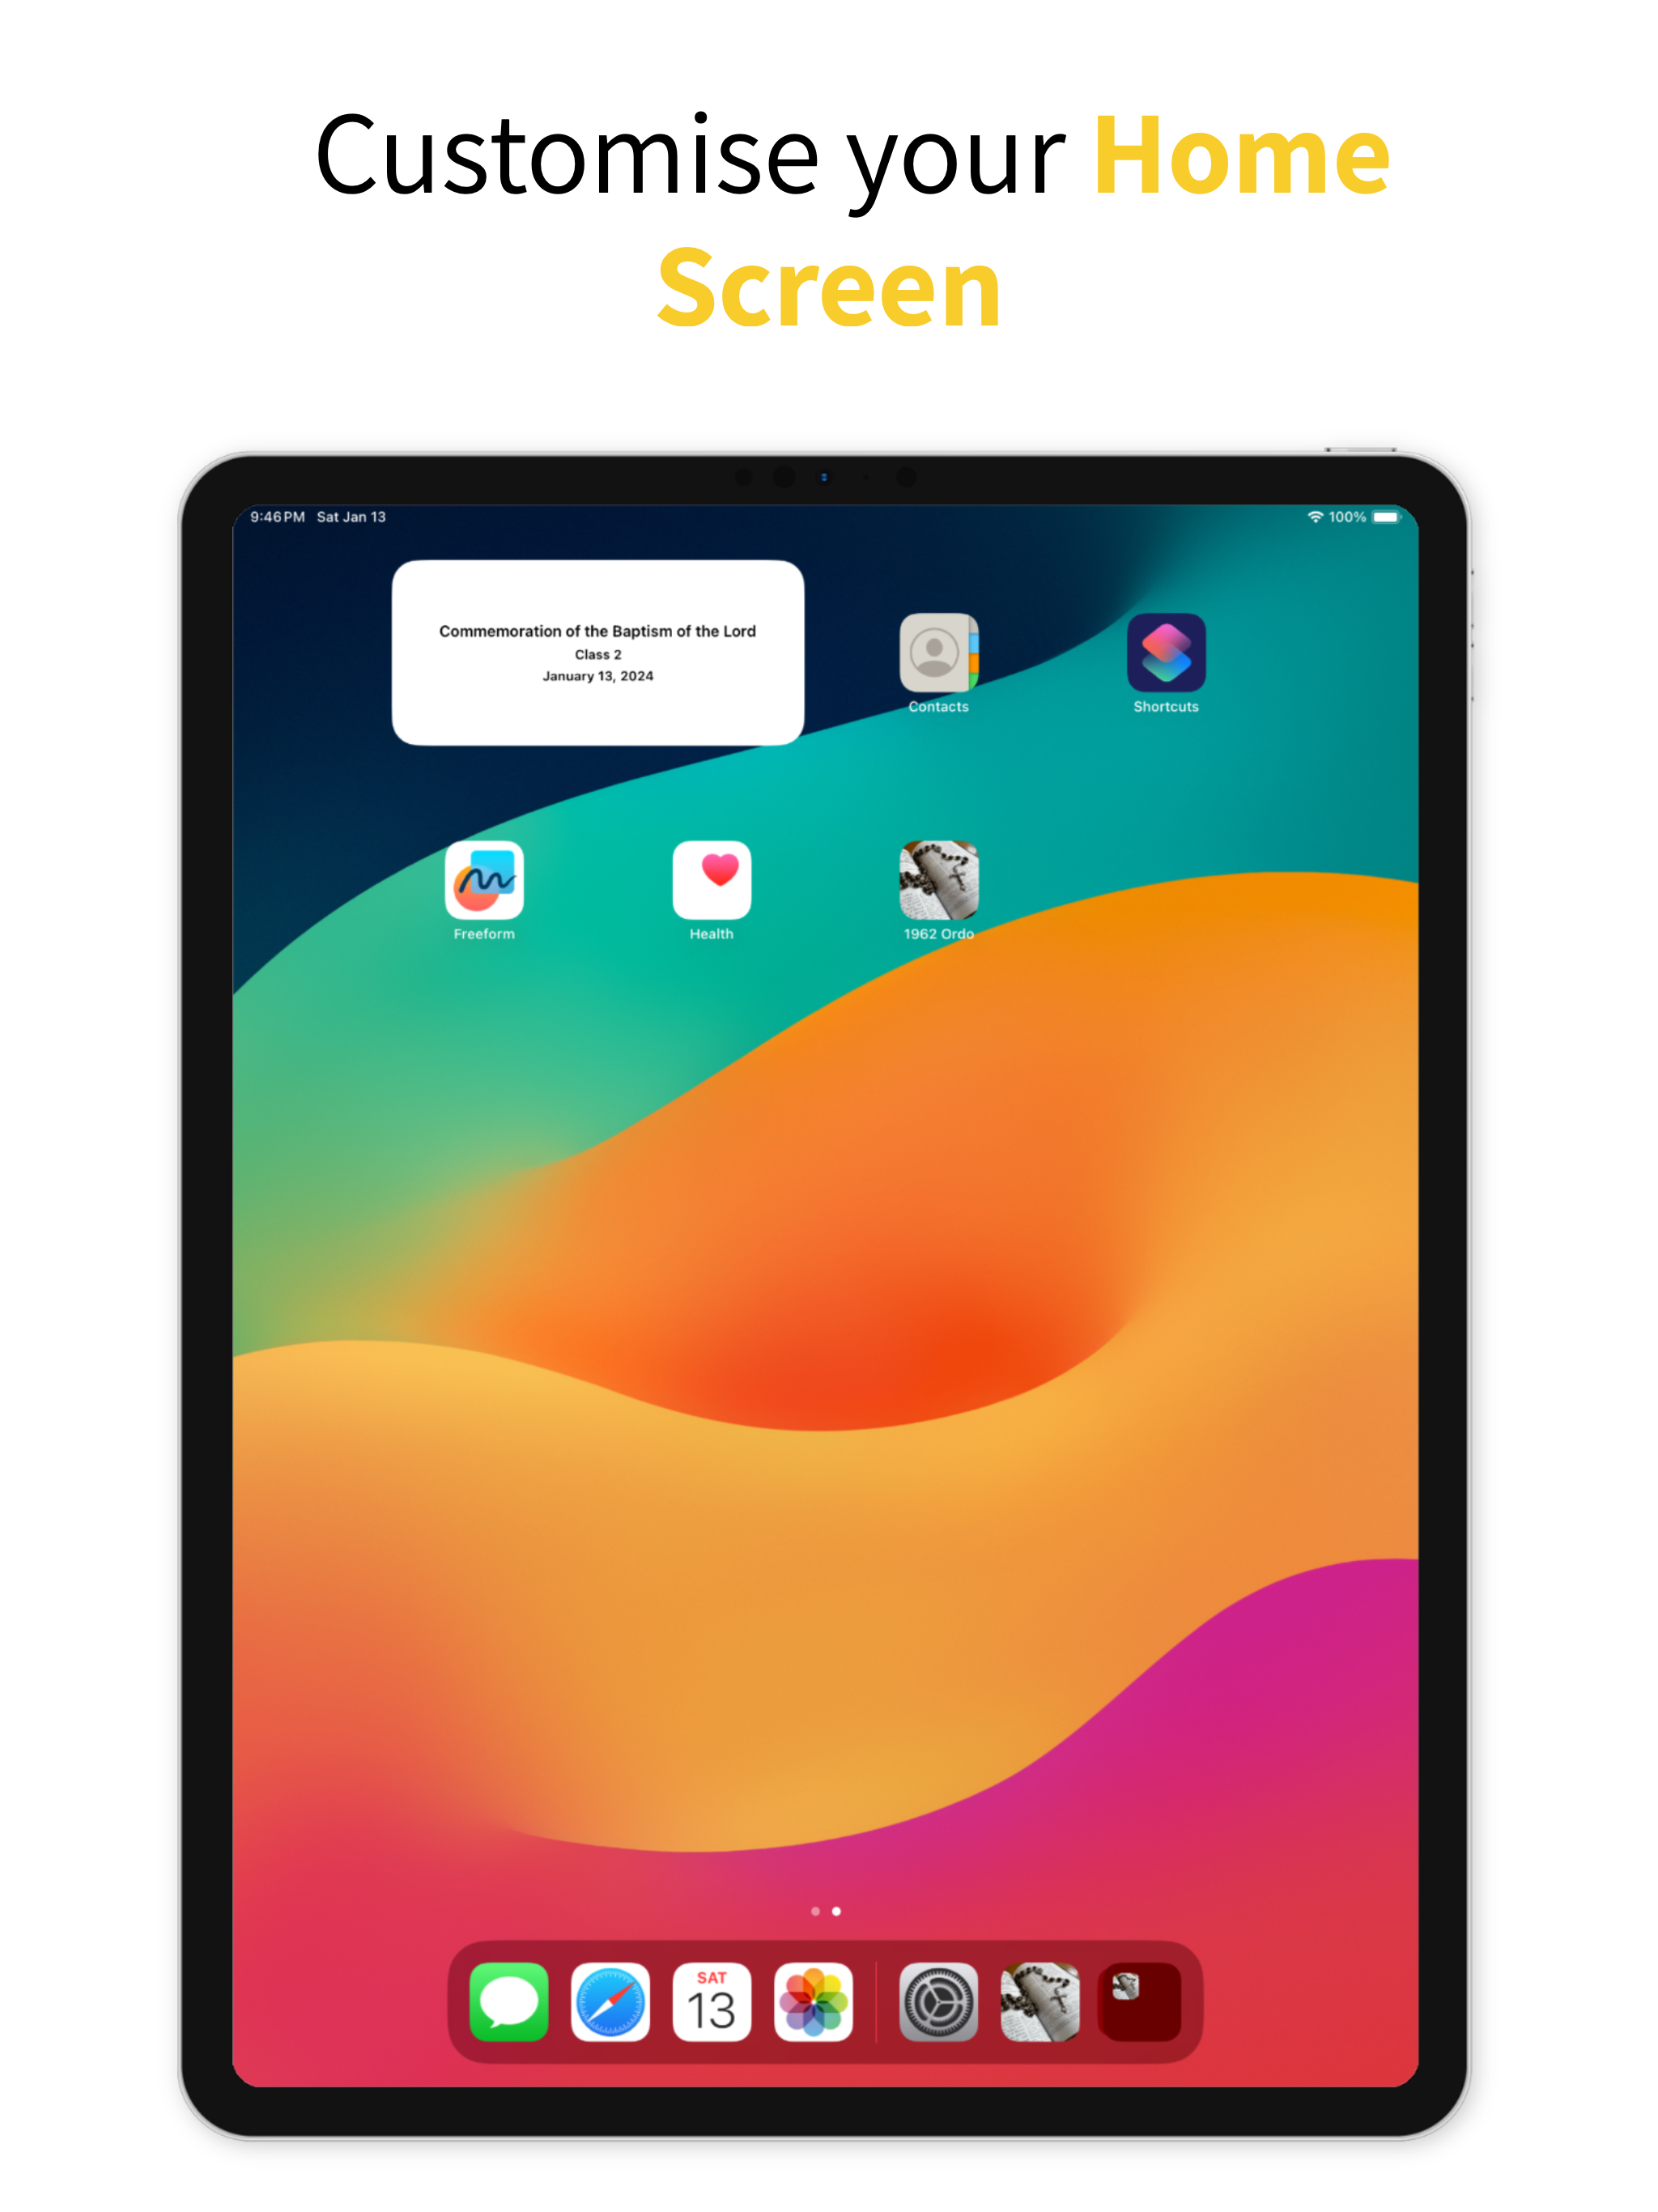 Customise your Home
Screen
9:46 PM Sat Jan 13
100%
Commemoration of the Baptism of the Lord
Class 2
January 13, 2024
Contacts
Shortcuts
Freeform
Health
1962 Ordo
SAT
13